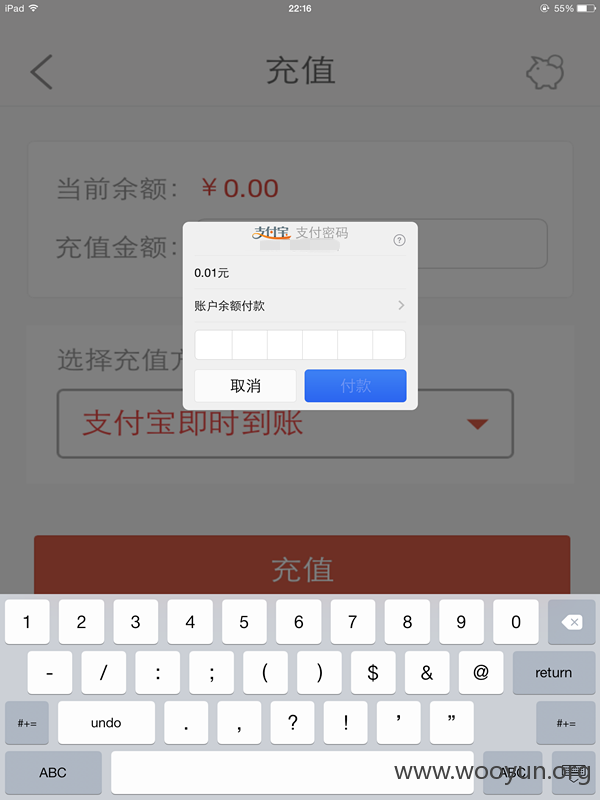 iPad 22:16 55%
充值
当前余额： ￥0.00
充值金额：
支付宝 支付密码
0.01元
账户余额付款
取消 付款
选择充值方
支付宝即时到账
充值
1 2 3 4 5 6 7 8 9 0
- / : ; ( ) $ & @ return
#+= undo . , ? ! ’ ” #+=
ABC ABC
www.wooyun.org